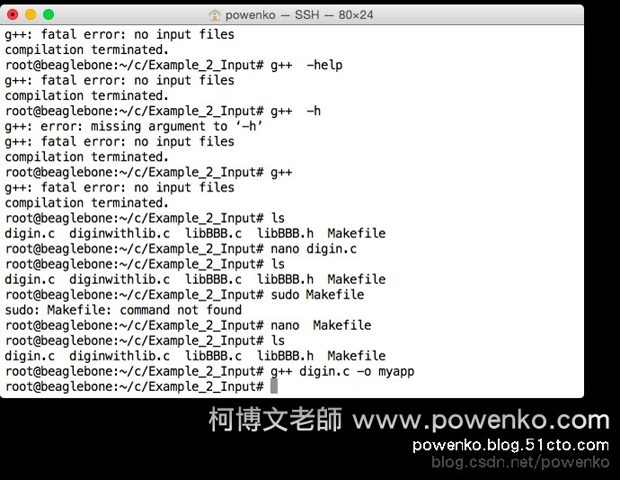 powenko — SSH — 80×24
g++: fatal error: no input files
compilation terminated.
root@beaglebone:~/c/Example_2_Input# g++  -help
g++: fatal error: no input files
compilation terminated.
root@beaglebone:~/c/Example_2_Input# g++  -h
g++: error: missing argument to ‘-h’
g++: fatal error: no input files
compilation terminated.
root@beaglebone:~/c/Example_2_Input# g++
g++: fatal error: no input files
compilation terminated.
root@beaglebone:~/c/Example_2_Input# ls
digin.c  diginwithlib.c  libBBB.c  libBBB.h  Makefile
root@beaglebone:~/c/Example_2_Input# nano digin.c
root@beaglebone:~/c/Example_2_Input# ls
digin.c  diginwithlib.c  libBBB.c  libBBB.h  Makefile
root@beaglebone:~/c/Example_2_Input# sudo Makefile
sudo: Makefile: command not found
root@beaglebone:~/c/Example_2_Input# nano  Makefile
root@beaglebone:~/c/Example_2_Input# ls
digin.c  diginwithlib.c  libBBB.c  libBBB.h  Makefile
root@beaglebone:~/c/Example_2_Input# g++ digin.c -o myapp
root@beaglebone:~/c/Example_2_Input#
柯博文老師 www.powenko.com
powenko.blog.51cto.com
blog.csdn.net/powenko